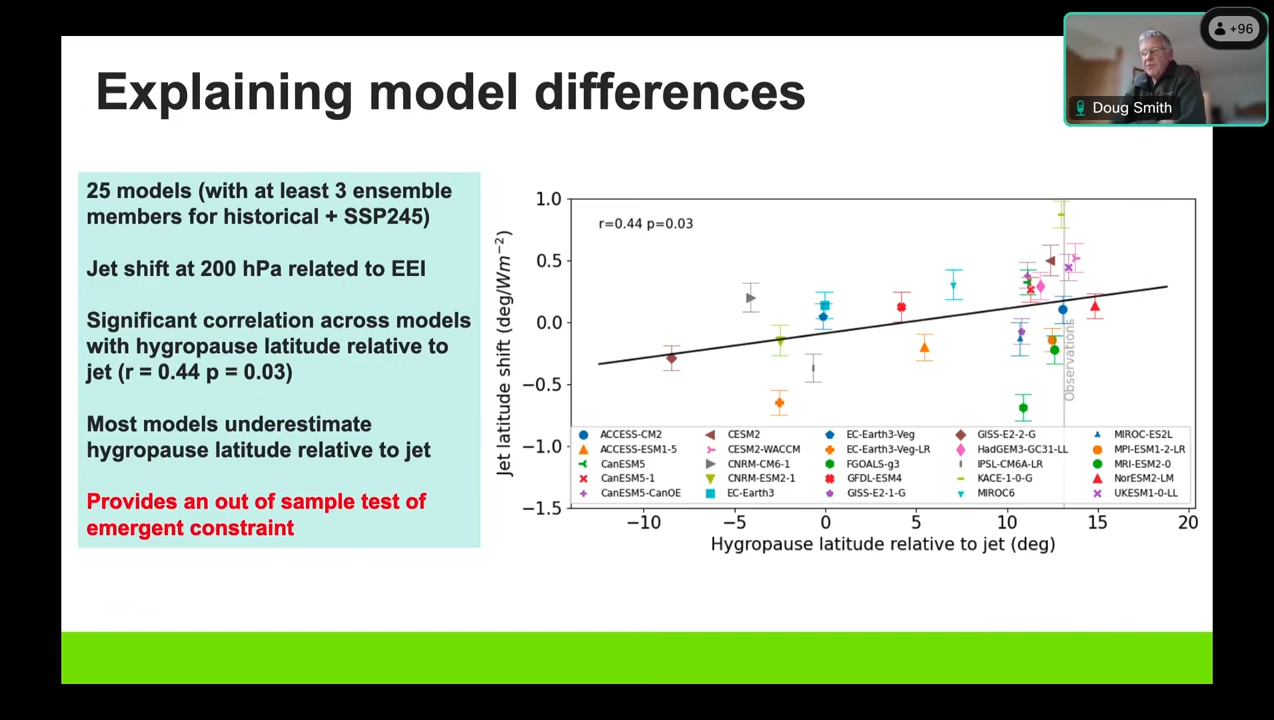 +96
Doug Smith
Explaining model differences
25 models (with at least 3 ensemble
members for historical + SSP245)
Jet shift at 200 hPa related to EEI
Significant correlation across models
with hygropause latitude relative to
jet (r = 0.44 p = 0.03)
Most models underestimate
hygropause latitude relative to jet
Provides an out of sample test of
emergent constraint
r=0.44 p=0.03
Jet latitude shift (deg/Wm⁻²)
1.0
0.5
0.0
−0.5
−1.0
−1.5
Observations
ACCESS-CM2
ACCESS-ESM1-5
CanESM5
CanESM5-1
CanESM5-CanOE
CESM2
CESM2-WACCM
CNRM-CM6-1
CNRM-ESM2-1
EC-Earth3
EC-Earth3-Veg
EC-Earth3-Veg-LR
FGOALS-g3
GFDL-ESM4
GISS-E2-1-G
GISS-E2-2-G
HadGEM3-GC31-LL
IPSL-CM6A-LR
KACE-1-0-G
MIROC6
MIROC-ES2L
MPI-ESM1-2-LR
MRI-ESM2-0
NorESM2-LM
UKESM1-0-LL
−10 −5 0 5 10 15 20
Hygropause latitude relative to jet (deg)